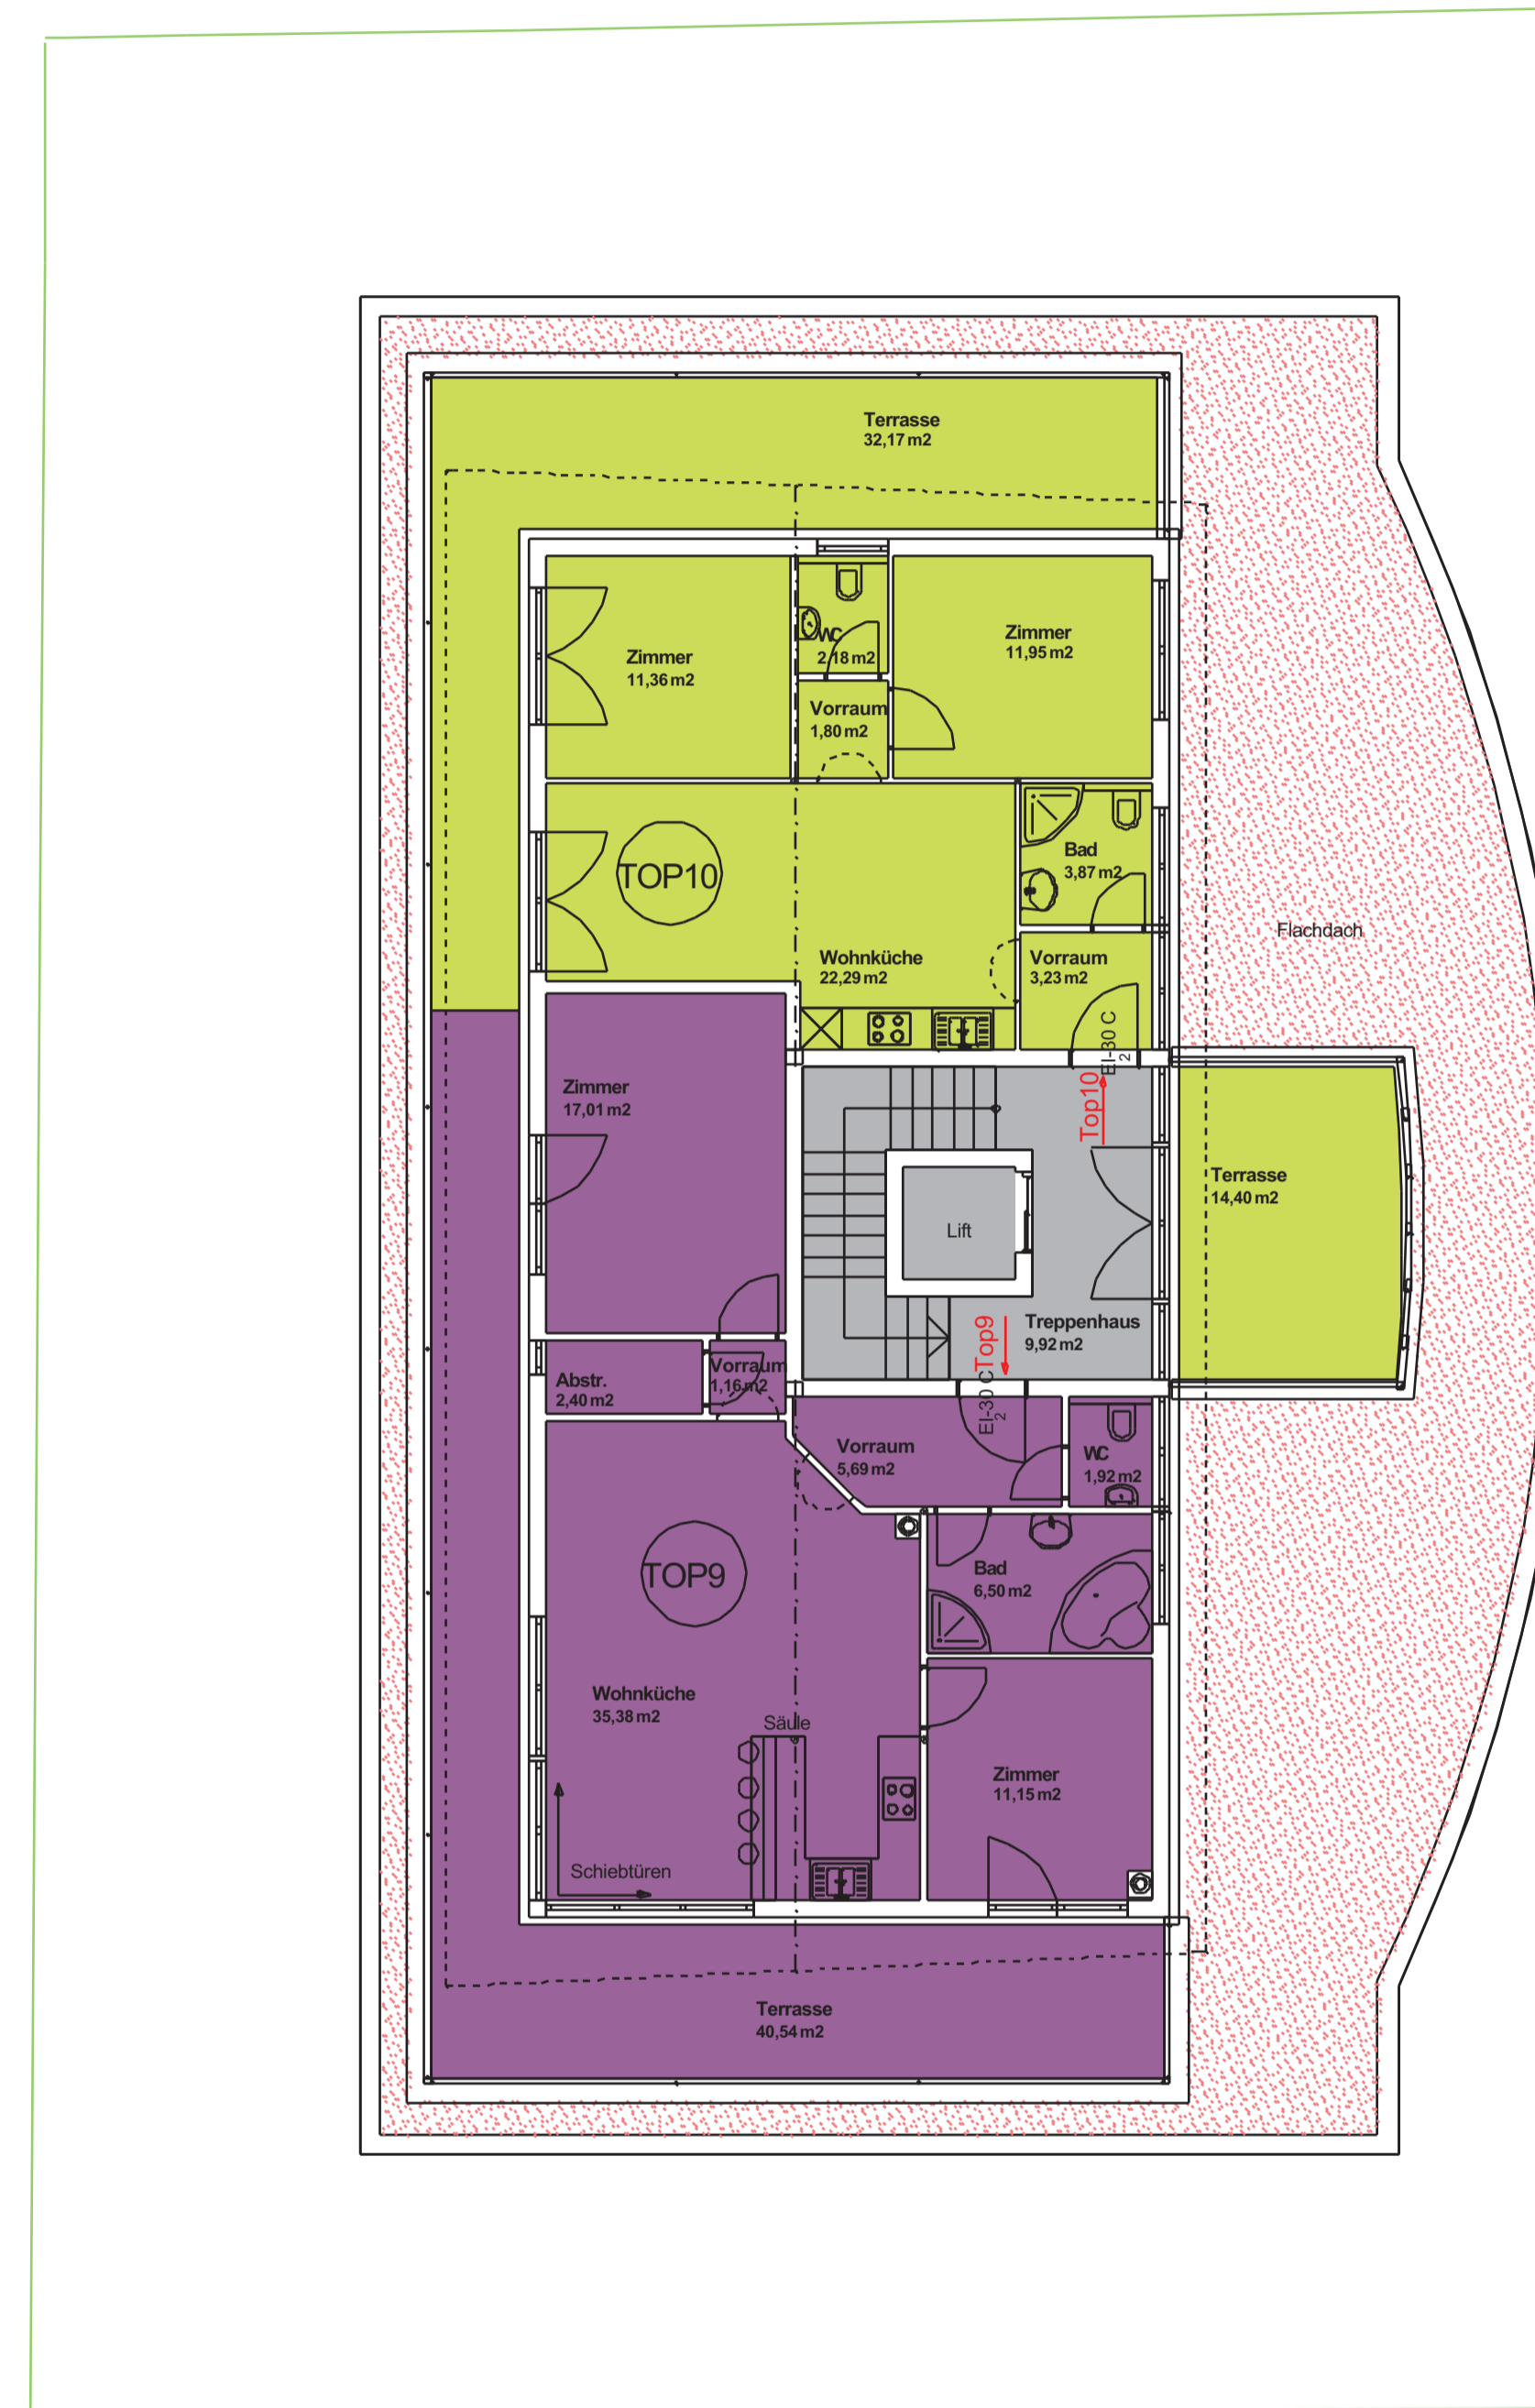 Terrasse
32,17 m2
Zimmer
11,36 m2
WC
2,18 m2
Zimmer
11,95 m2
Vorraum
1,80 m2
TOP10
Bad
3,87 m2
Wohnküche
22,29 m2
Vorraum
3,23 m2
Flachdach
EI-30 C
2
Top10
Zimmer
17,01 m2
Terrasse
14,40 m2
Lift
Treppenhaus
9,92 m2
Top9
EI-30 C
2
Abstr.
2,40 m2
Vorraum
1,16 m2
Vorraum
5,69 m2
WC
1,92 m2
TOP9
Bad
6,50 m2
Wohnküche
35,38 m2
Säule
Zimmer
11,15 m2
Schiebtüren
Terrasse
40,54 m2